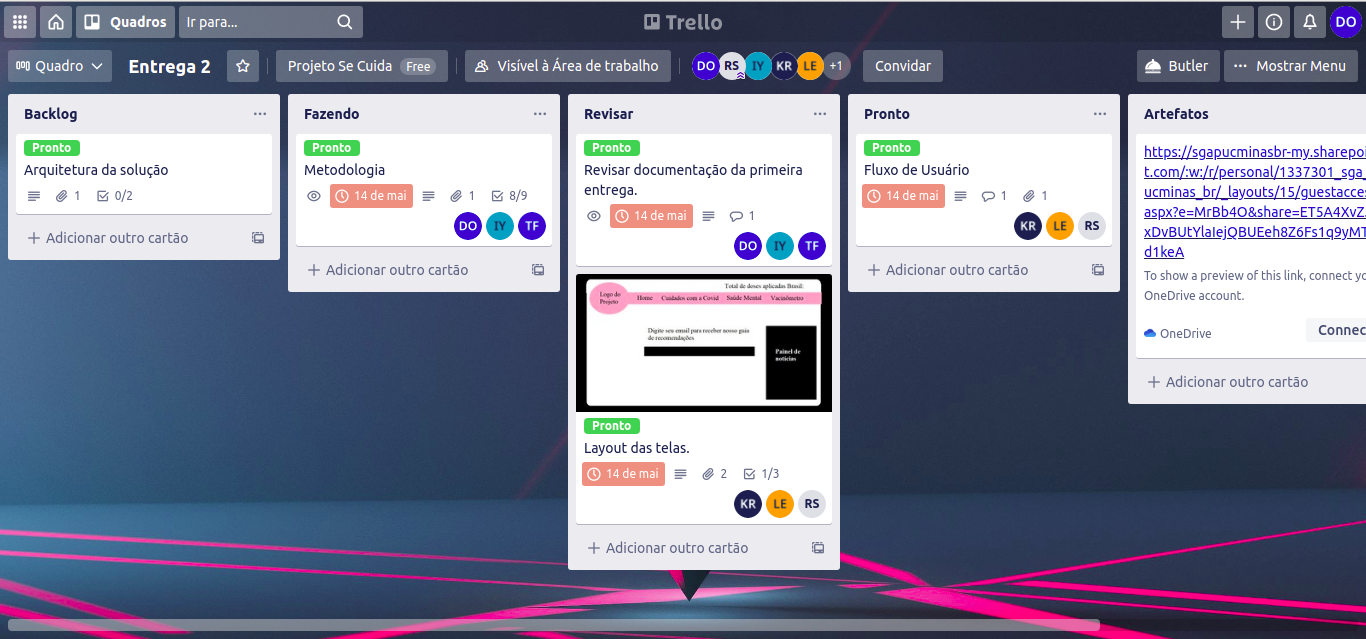 Quadros
Ir para...
Trello
DO
Quadro
Entrega 2
Projeto Se Cuida Free
Visível à Área de trabalho
DO RS IY KR LE +1
Convidar
Butler
Mostrar Menu
Backlog
Pronto
Arquitetura da solução
1 0/2
+ Adicionar outro cartão
Fazendo
Pronto
Metodologia
14 de mai 1 8/9
DO IY TF
+ Adicionar outro cartão
Revisar
Pronto
Revisar documentação da primeira
entrega.
14 de mai 1
DO IY TF
Total de doses aplicadas Brasil:
Logo do
Projeto
Home Cuidados com a Covid Saúde Mental Vacinômetro
Digite seu email para receber nosso guia
de recomendações
Painel de
notícias
Pronto
Layout das telas.
14 de mai 2 1/3
KR LE RS
+ Adicionar outro cartão
Pronto
Pronto
Fluxo de Usuário
14 de mai 1 1
KR LE RS
+ Adicionar outro cartão
Artefatos
https://sgapucminasbr-my.sharepoi
t.com/:w:/r/personal/1337301_sga_
ucminas_br/_layouts/15/guestacces
aspx?e=MrBb4O&share=ET5A4XvZ
xDvBUtYlaIejQBUEeh8Z6Fs1q9yMT
d1keA
To show a preview of this link, connect yo
OneDrive account.
OneDrive
Connec
+ Adicionar outro cartão